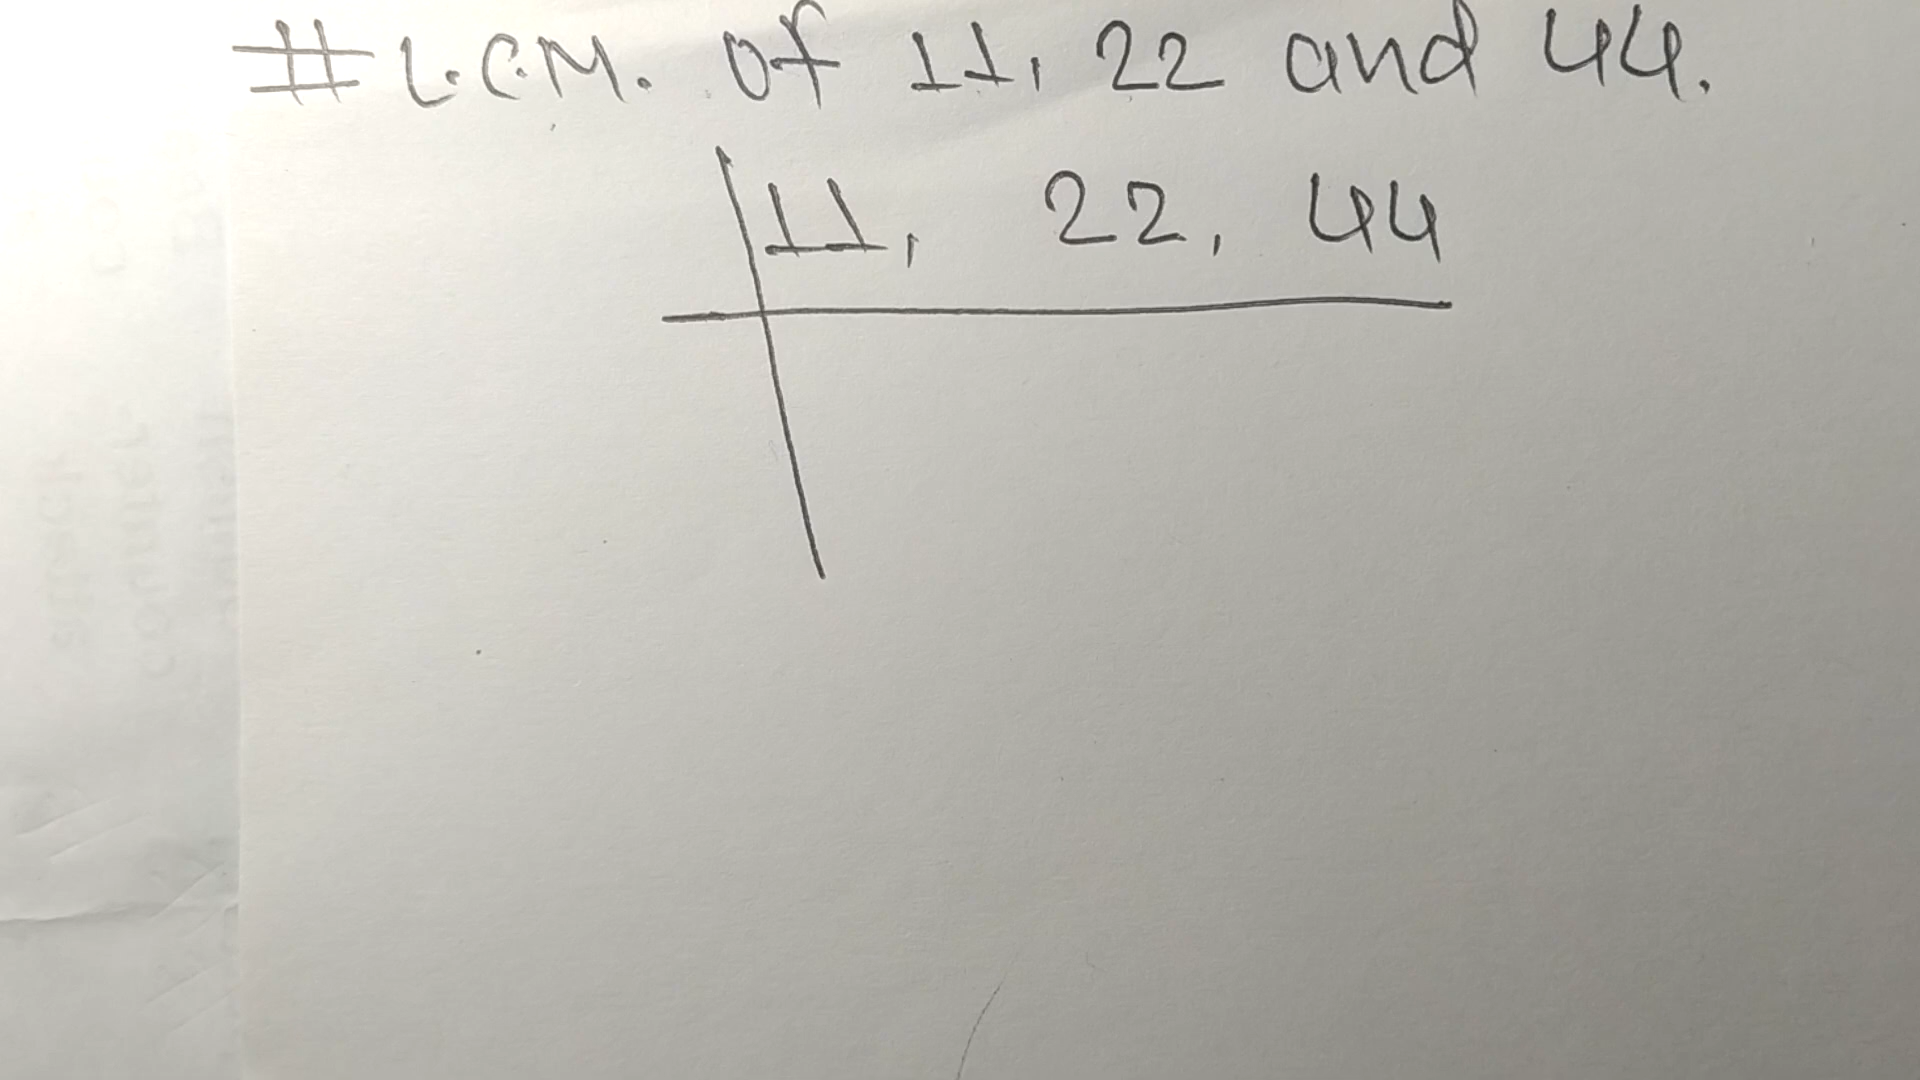 # L.C.M. of 11, 22 and 44.
11, 22, 44